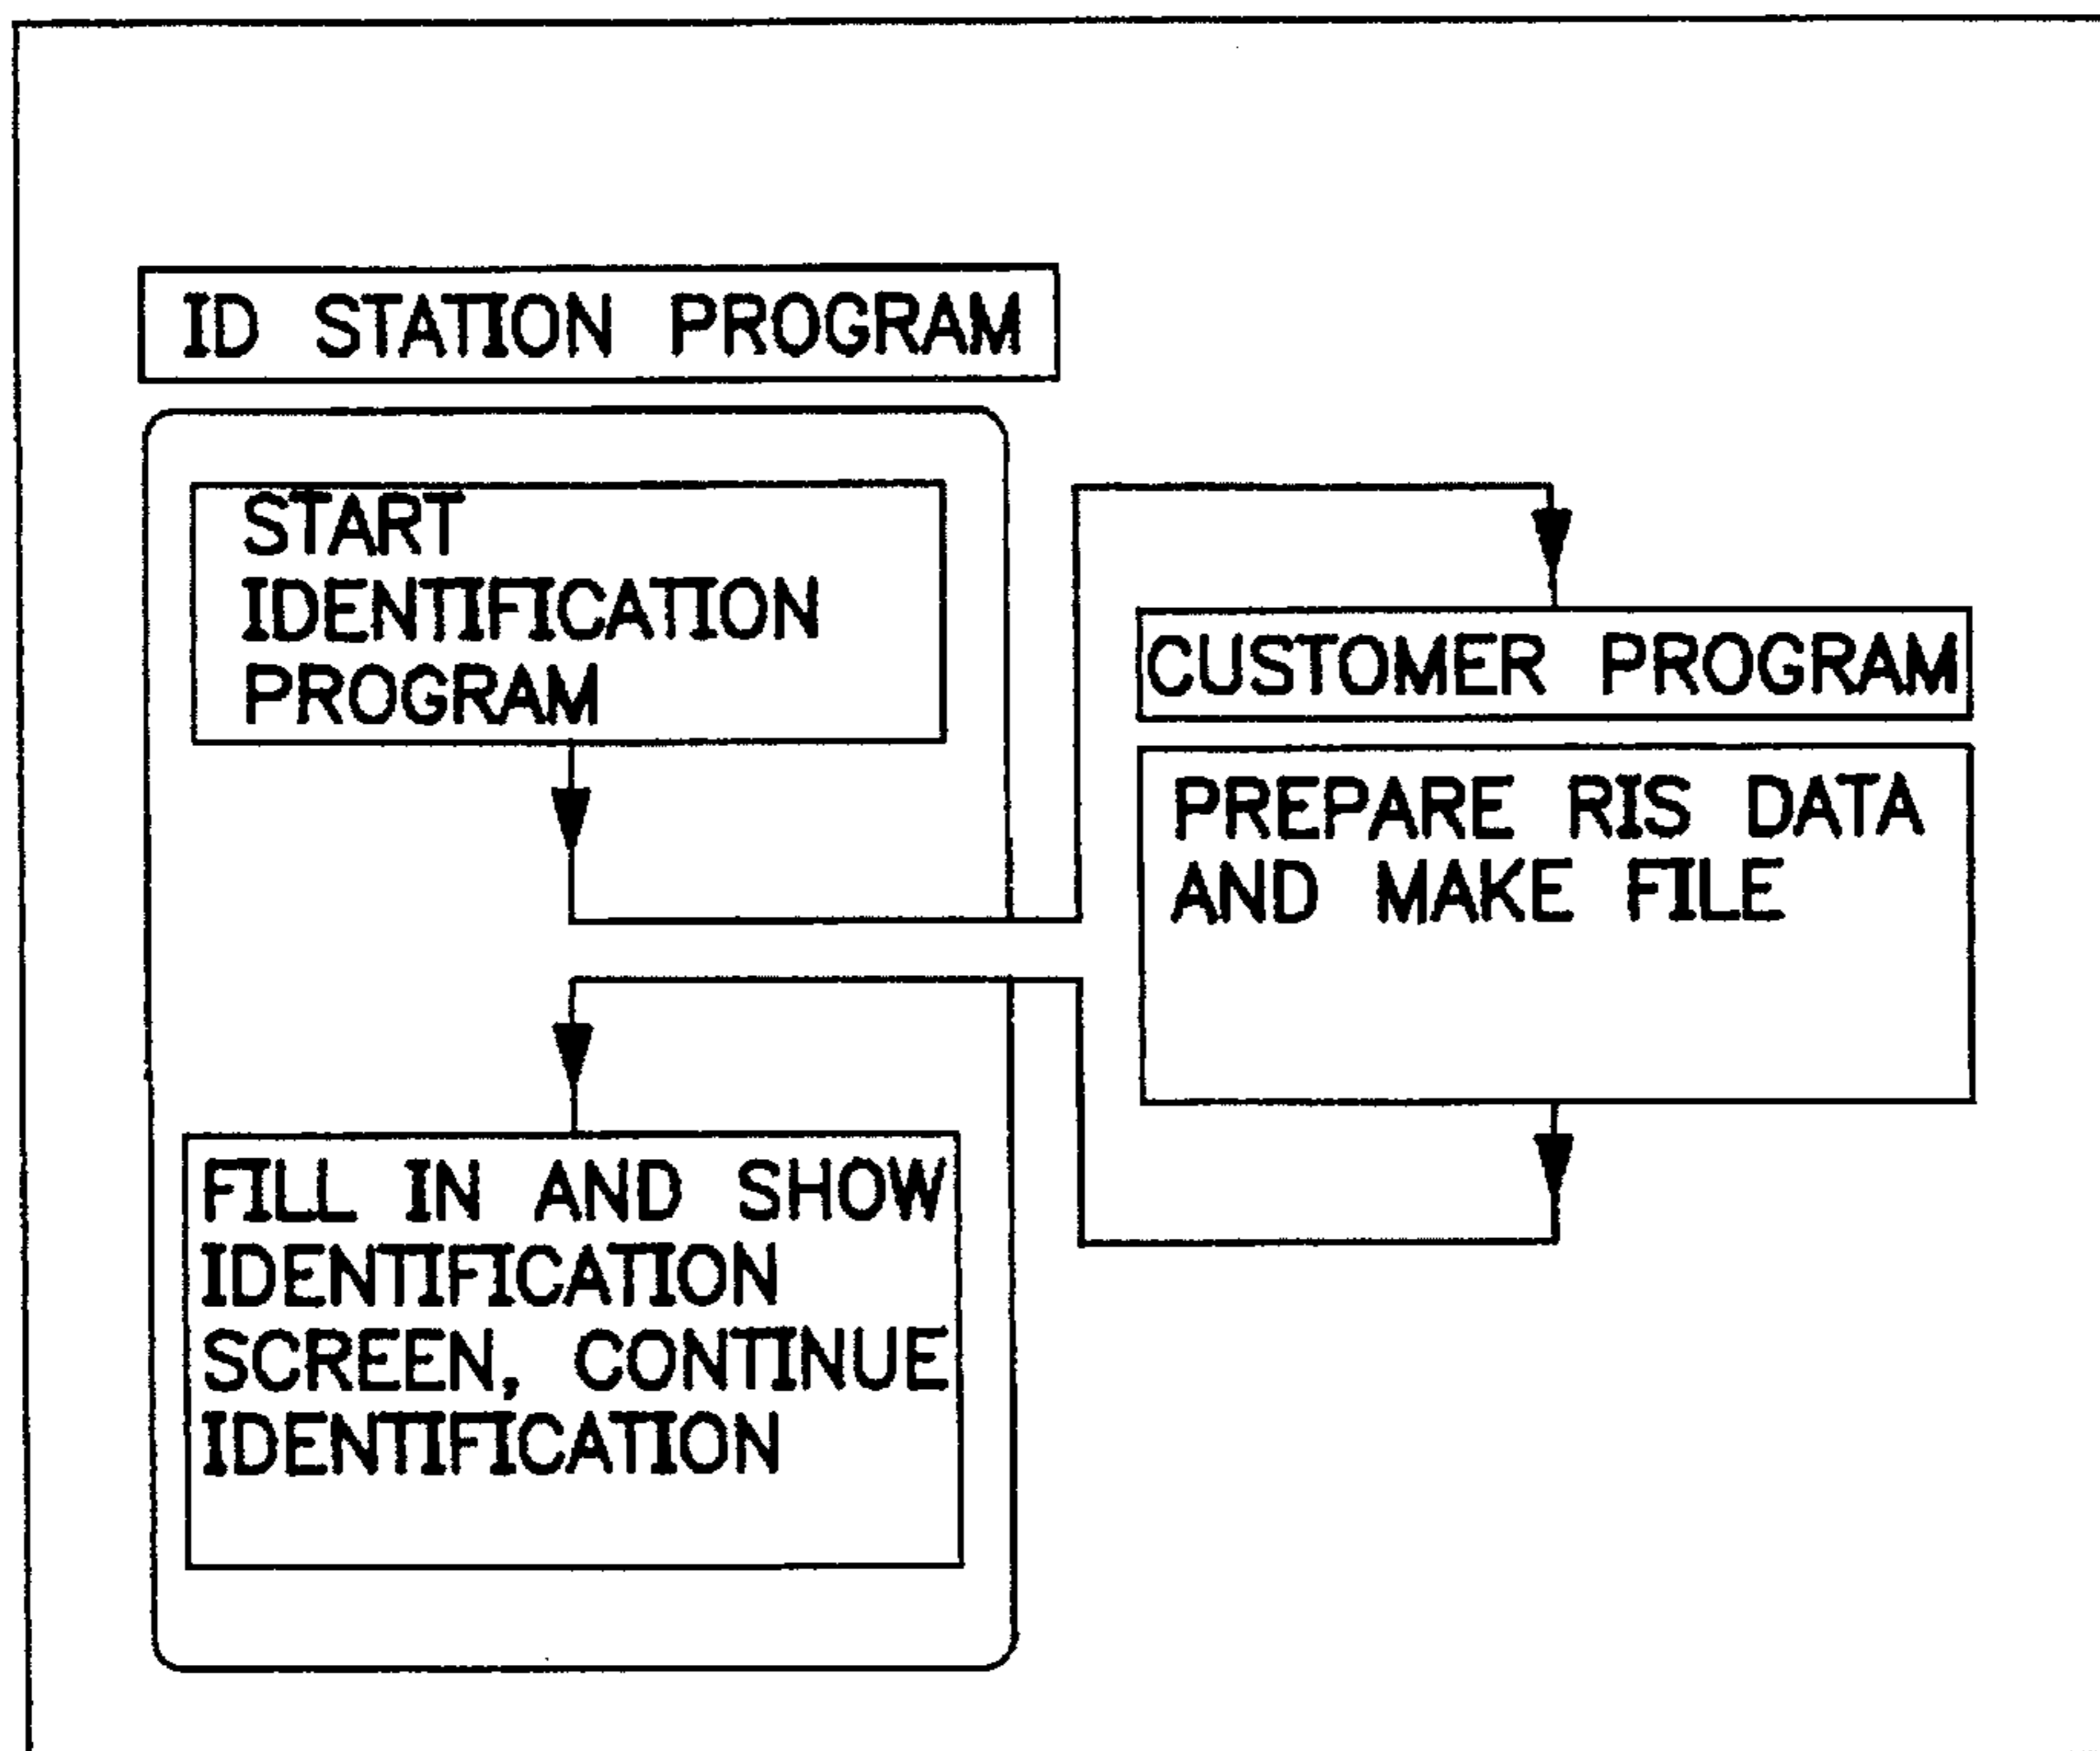 ID STATION PROGRAM
START
IDENTIFICATION
PROGRAM
CUSTOMER PROGRAM
PREPARE RIS DATA
AND MAKE FILE
FILL IN AND SHOW
IDENTIFICATION
SCREEN, CONTINUE
IDENTIFICATION